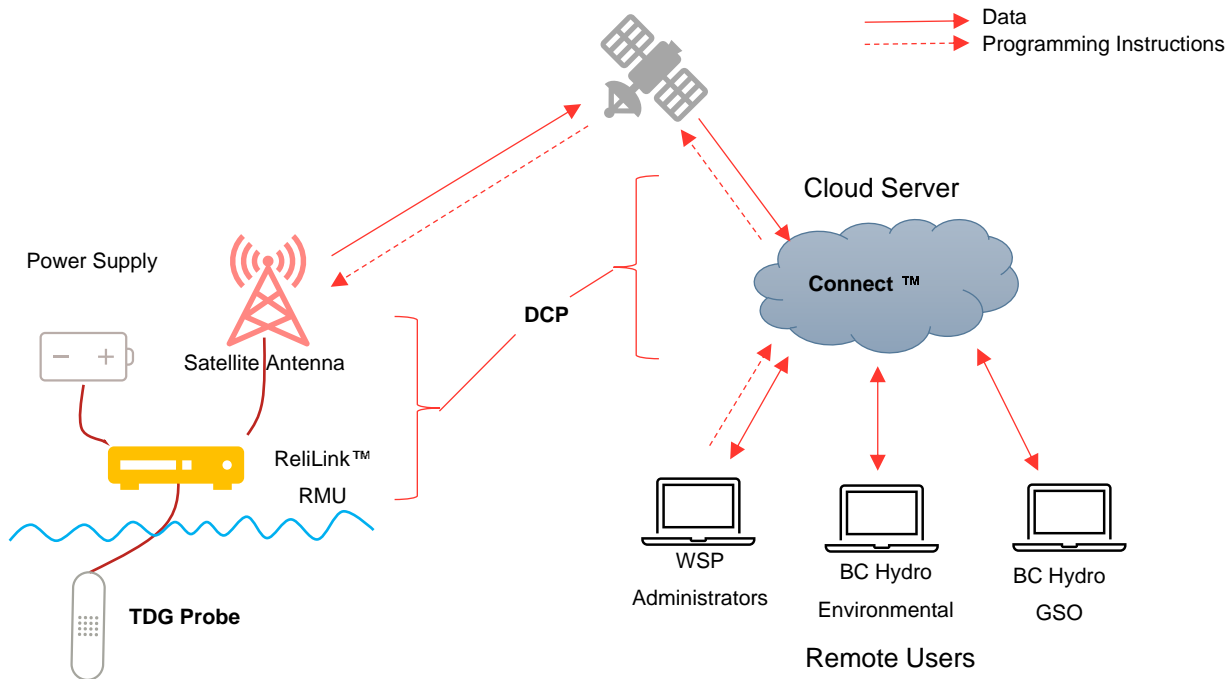 Data
Programming Instructions
Cloud Server
Power Supply
Connect ™
DCP
Satellite Antenna
ReliLink™
RMU
WSP
Administrators
BC Hydro
Environmental
BC Hydro
GSO
TDG Probe
Remote Users